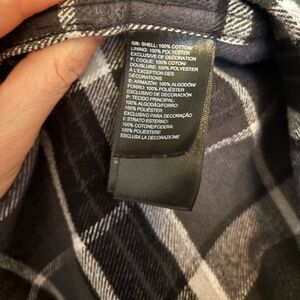 GB: SHELL: 100% COTTON/
LINING: 100% POLYESTER
EXCLUSIVE OF DECORATION
F: COQUE: 100% COTON/
DOUBLURE: 100% POLYESTER
À L'EXCEPTION DES
DÉCORATIONS
E: ARMAZÓN: 100% ALGODÓN/
FORRO: 100% POLIÉSTER
EXCLUSIVO DE DECORACIÓN
P: TECIDO PRINCIPAL:
100% ALGODÃO/FORRO:
100% POLIÉSTER
EXCLUSIVO PARA DECORAÇÃO
I: STRATO ESTERNO:
100% COTONE/FODERA:
100% POLIESTERE
ESCLUSA LA DECORAZIONE